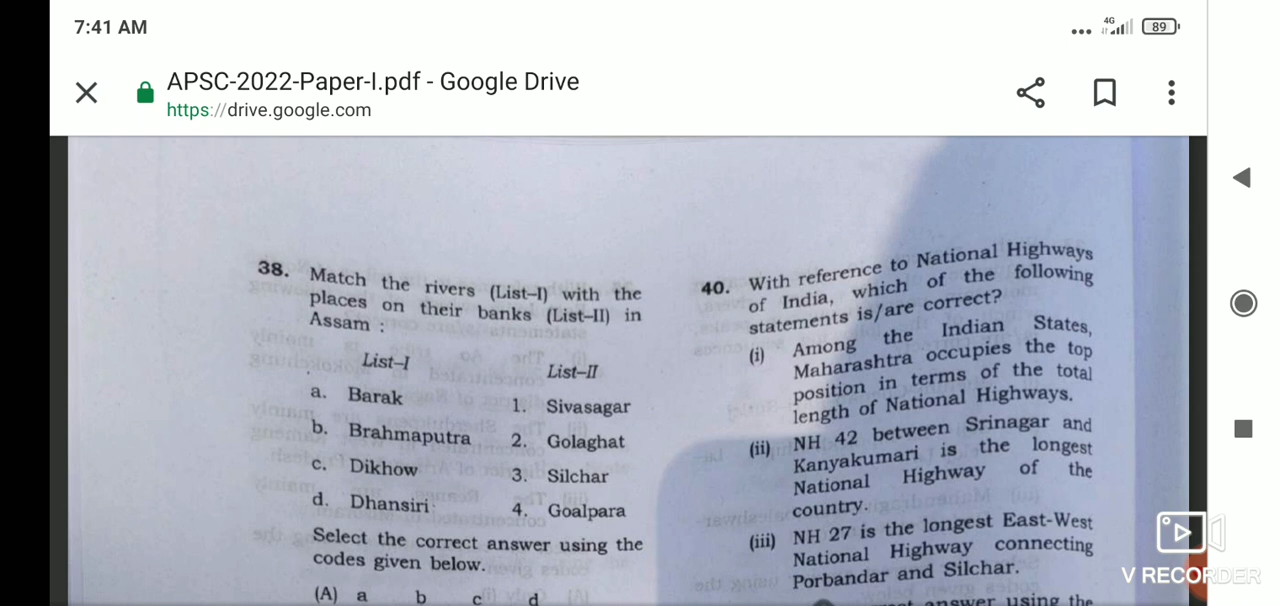 7:41 AM
4G
89
APSC-2022-Paper-I.pdf - Google Drive
https://drive.google.com
38. Match the rivers (List–I) with the
places on their banks (List–II) in
Assam :
List–I
List–II
a. Barak
1. Sivasagar
b. Brahmaputra
2. Golaghat
c. Dikhow
3. Silchar
d. Dhansiri
4. Goalpara
Select the correct answer using the
codes given below.
(A) a b c d
40. With reference to National Highways
of India, which of the following
statements is/are correct?
(i) Among the Indian States,
Maharashtra occupies the top
position in terms of the total
length of National Highways.
(ii) NH 42 between Srinagar and
Kanyakumari is the longest
National Highway of the
country.
(iii) NH 27 is the longest East-West
National Highway connecting
Porbandar and Silchar.
answer using the
V RECORDER